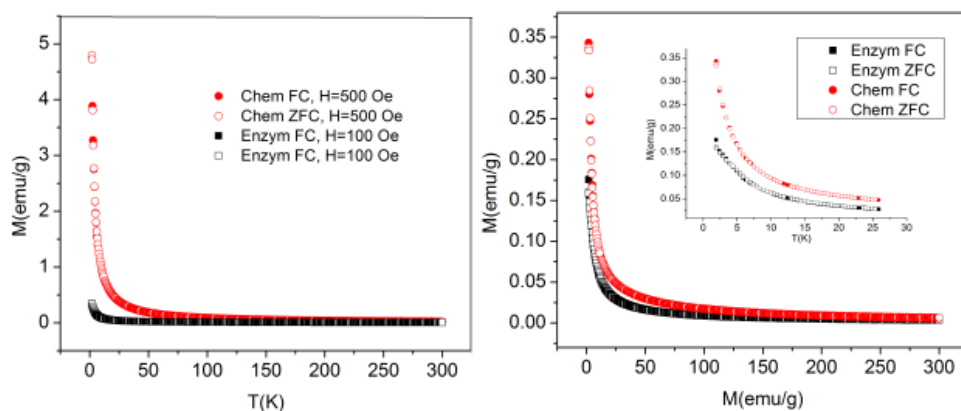 5
4
3
2
1
0
M(emu/g)
Chem FC, H=500 Oe
Chem ZFC, H=500 Oe
Enzym FC, H=100 Oe
Enzym FC, H=100 Oe
0 50 100 150 200 250 300
T(K)
0.35
0.30
0.25
0.20
0.15
0.10
0.05
0.00
M(emu/g)
Enzym FC
Enzym ZFC
Chem FC
Chem ZFC
0.35
0.30
0.25
0.20
0.15
0.10
0.05
M(emu/g)
0 5 10 15 20 25 30
T(K)
0 50 100 150 200 250 300
M(emu/g)